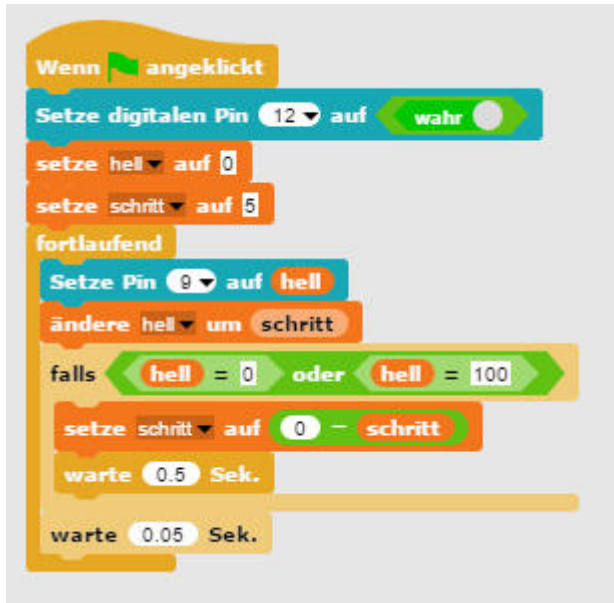 Wenn angeklickt
Setze digitalen Pin 12 auf wahr
setze hell auf 0
setze schritt auf 5
fortlaufend
Setze Pin 9 auf hell
ändere hell um schritt
falls hell = 0 oder hell = 100
setze schritt auf 0 - schritt
warte 0.5 Sek.
warte 0.05 Sek.